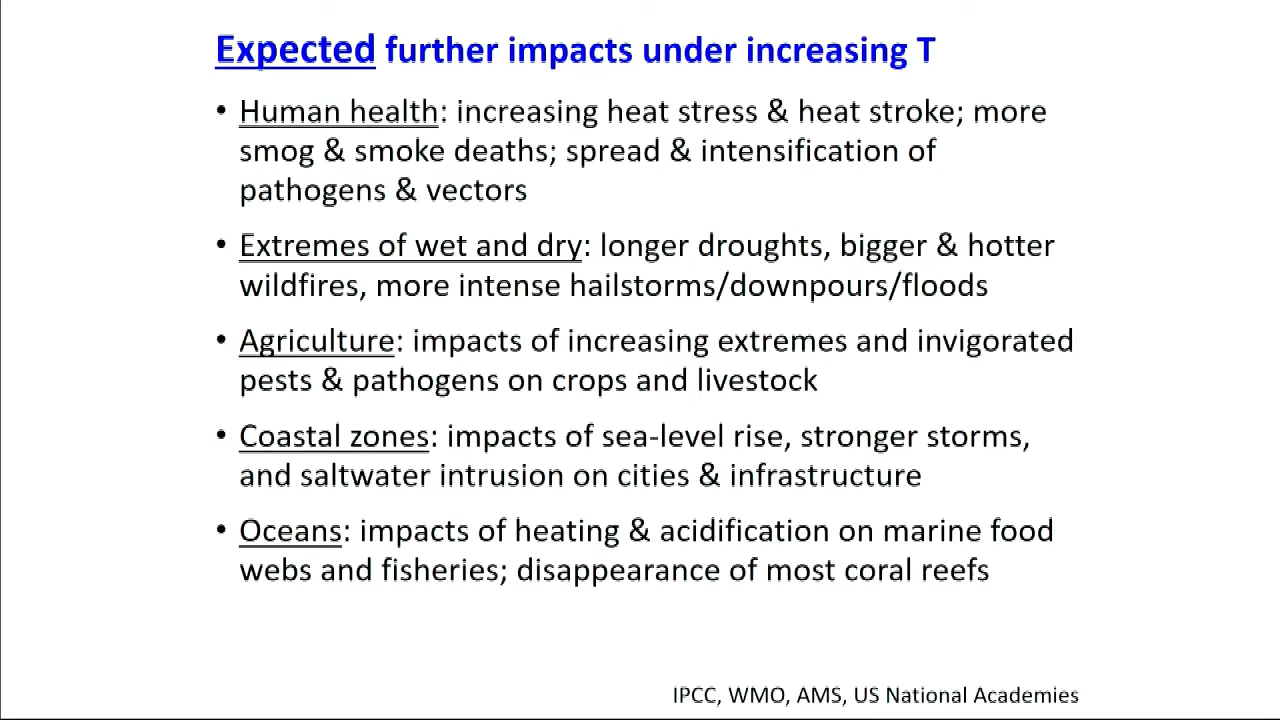 Expected further impacts under increasing T
• Human health: increasing heat stress & heat stroke; more
smog & smoke deaths; spread & intensification of
pathogens & vectors
• Extremes of wet and dry: longer droughts, bigger & hotter
wildfires, more intense hailstorms/downpours/floods
• Agriculture: impacts of increasing extremes and invigorated
pests & pathogens on crops and livestock
• Coastal zones: impacts of sea-level rise, stronger storms,
and saltwater intrusion on cities & infrastructure
• Oceans: impacts of heating & acidification on marine food
webs and fisheries; disappearance of most coral reefs
IPCC, WMO, AMS, US National Academies